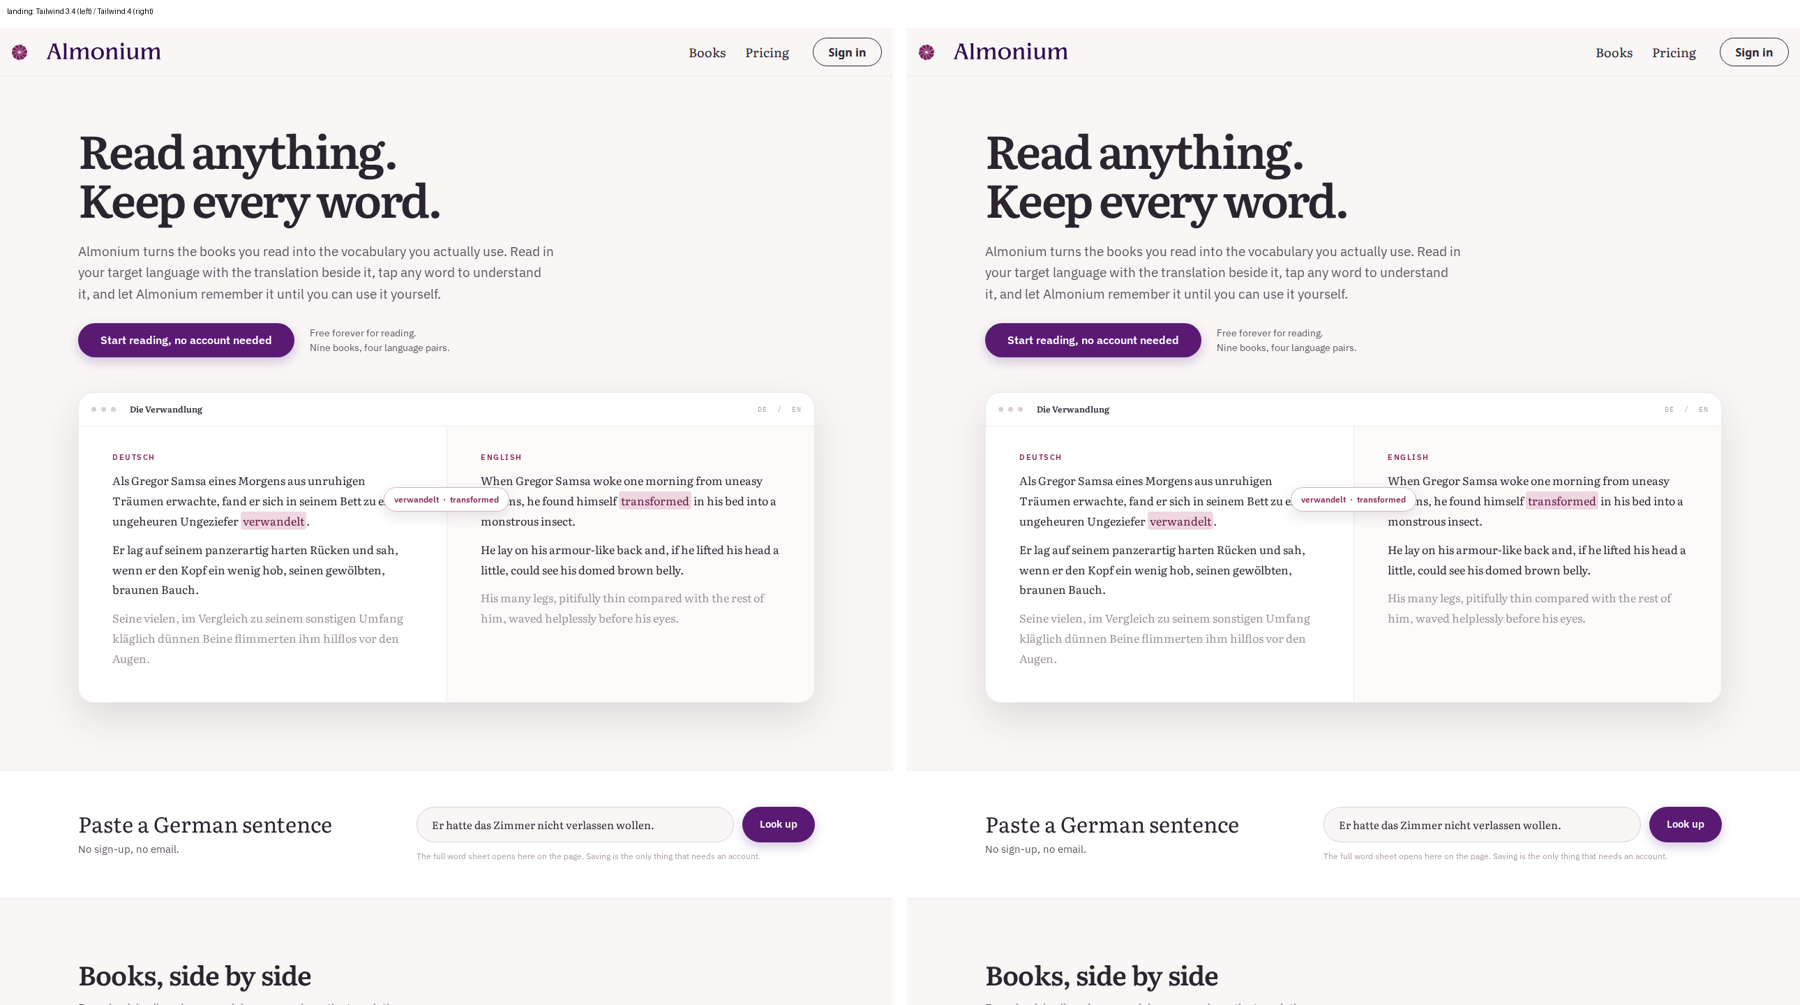 landing: Tailwind 3.4 (left) / Tailwind 4 (right)
Almonium
Books Pricing Sign in
Read anything.
Keep every word.
Almonium turns the books you read into the vocabulary you actually use. Read in
your target language with the translation beside it, tap any word to understand
it, and let Almonium remember it until you can use it yourself.
Start reading, no account needed
Free forever for reading.
Nine books, four language pairs.
Die Verwandlung
DE / EN
DEUTSCH
Als Gregor Samsa eines Morgens aus unruhigen
Träumen erwachte, fand er sich in seinem Bett zu
ungeheuren Ungeziefer verwandelt.
Er lag auf seinem panzerartig harten Rücken und sah,
wenn er den Kopf ein wenig hob, seinen gewölbten,
braunen Bauch.
Seine vielen, im Vergleich zu seinem sonstigen Umfang
kläglich dünnen Beine flimmerten ihm hilflos vor den
Augen.
verwandelt · transformed
ENGLISH
When Gregor Samsa woke one morning from uneasy
he found himself transformed in his bed into a
monstrous insect.
He lay on his armour-like back and, if he lifted his head a
little, could see his domed brown belly.
His many legs, pitifully thin compared with the rest of
him, waved helplessly before his eyes.
Paste a German sentence
No sign-up, no email.
Er hatte das Zimmer nicht verlassen wollen.
Look up
The full word sheet opens here on the page. Saving is the only thing that needs an account.
Books, side by side
Almonium
Books Pricing Sign in
Read anything.
Keep every word.
Almonium turns the books you read into the vocabulary you actually use. Read in
your target language with the translation beside it, tap any word to understand
it, and let Almonium remember it until you can use it yourself.
Start reading, no account needed
Free forever for reading.
Nine books, four language pairs.
Die Verwandlung
DE / EN
DEUTSCH
Als Gregor Samsa eines Morgens aus unruhigen
Träumen erwachte, fand er sich in seinem Bett zu
ungeheuren Ungeziefer verwandelt.
Er lag auf seinem panzerartig harten Rücken und sah,
wenn er den Kopf ein wenig hob, seinen gewölbten,
braunen Bauch.
Seine vielen, im Vergleich zu seinem sonstigen Umfang
kläglich dünnen Beine flimmerten ihm hilflos vor den
Augen.
verwandelt · transformed
ENGLISH
When Gregor Samsa woke one morning from uneasy
he found himself transformed in his bed into a
monstrous insect.
He lay on his armour-like back and, if he lifted his head a
little, could see his domed brown belly.
His many legs, pitifully thin compared with the rest of
him, waved helplessly before his eyes.
Paste a German sentence
No sign-up, no email.
Er hatte das Zimmer nicht verlassen wollen.
Look up
The full word sheet opens here on the page. Saving is the only thing that needs an account.
Books, side by side